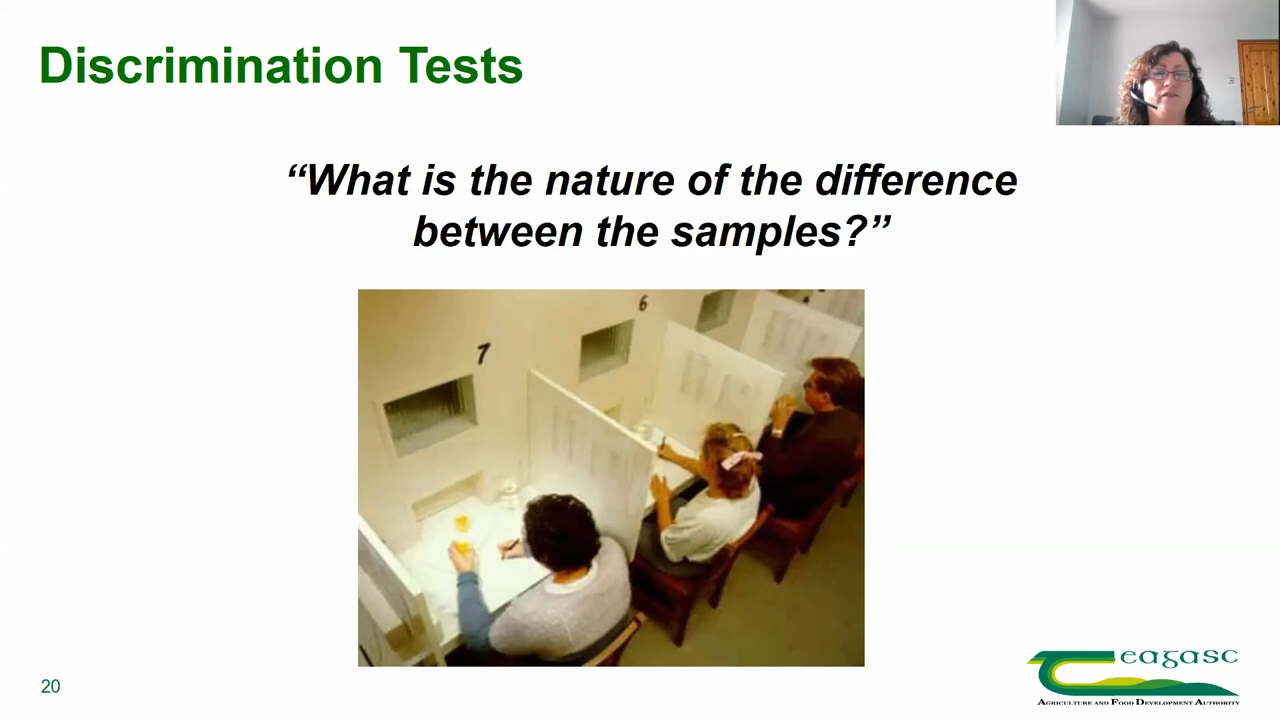 Discrimination Tests
“What is the nature of the difference
between the samples?”
7
6
20
eagasc
Agriculture and Food Development Authority